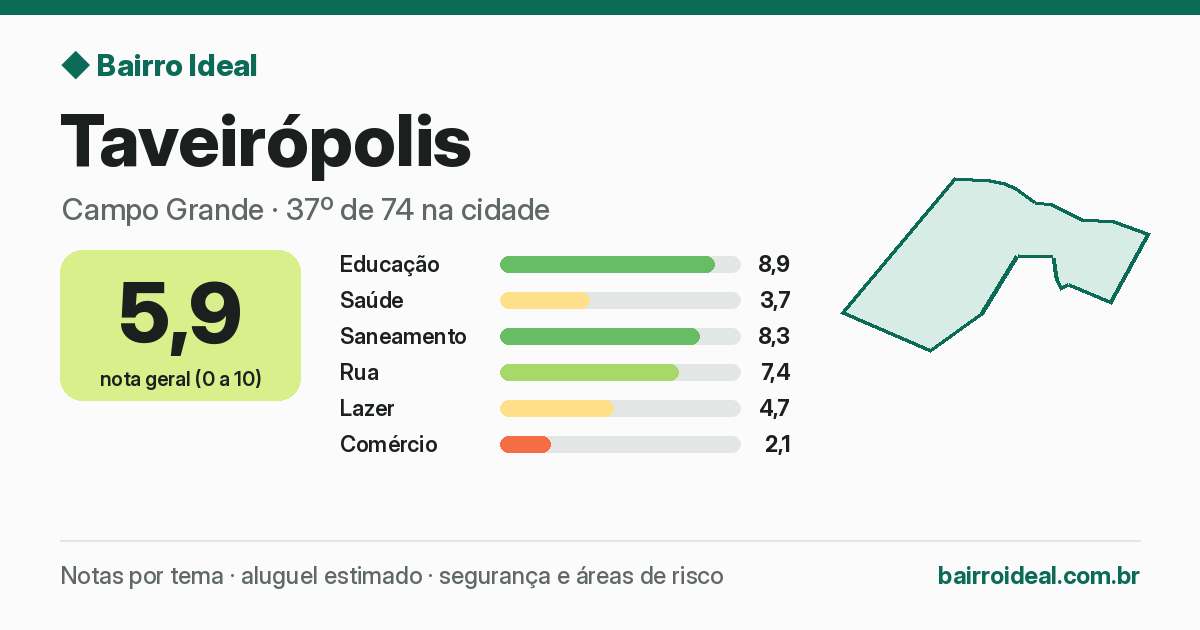 Bairro Ideal
Taveirópolis
Campo Grande · 37º de 74 na cidade
5,9
nota geral (0 a 10)
Educação 8,9
Saúde 3,7
Saneamento 8,3
Rua 7,4
Lazer 4,7
Comércio 2,1
Notas por tema · aluguel estimado · segurança e áreas de risco
bairroideal.com.br